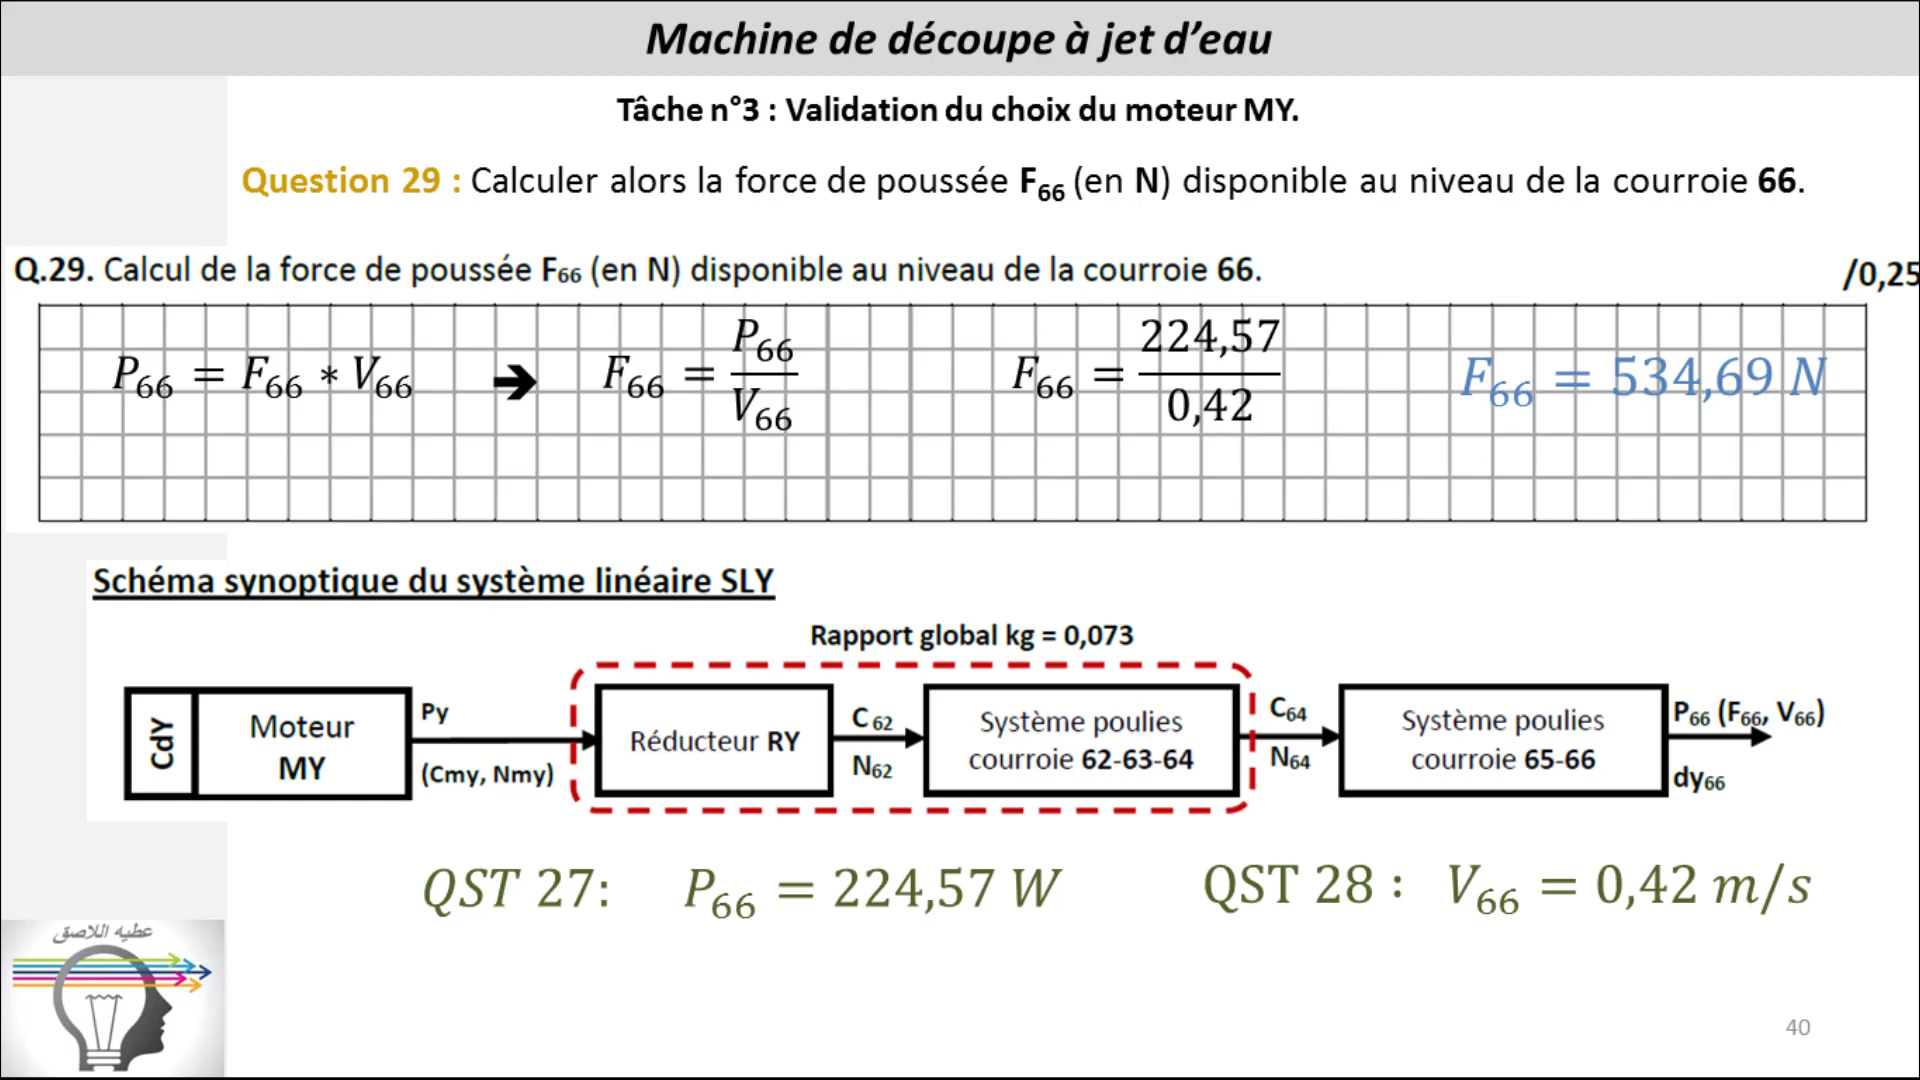 Machine de découpe à jet d’eau
Tâche n°3 : Validation du choix du moteur MY.
Question 29 : Calculer alors la force de poussée F66 (en N) disponible au niveau de la courroie 66.
Q.29. Calcul de la force de poussée F66 (en N) disponible au niveau de la courroie 66.
/0,25
P66 = F66 * V66 ➔ F66 = P66 / V66 F66 = 224,57 / 0,42 F66 = 534,69 N
Schéma synoptique du système linéaire SLY
Rapport global kg = 0,073
CdY
Moteur
MY
Py
(Cmy, Nmy)
Réducteur RY
C 62
N62
Système poulies
courroie 62-63-64
C64
N64
Système poulies
courroie 65-66
P66 (F66, V66)
dy66
QST 27: P66 = 224,57 W
QST 28 : V66 = 0,42 m/s
عطيه اللاصق
40